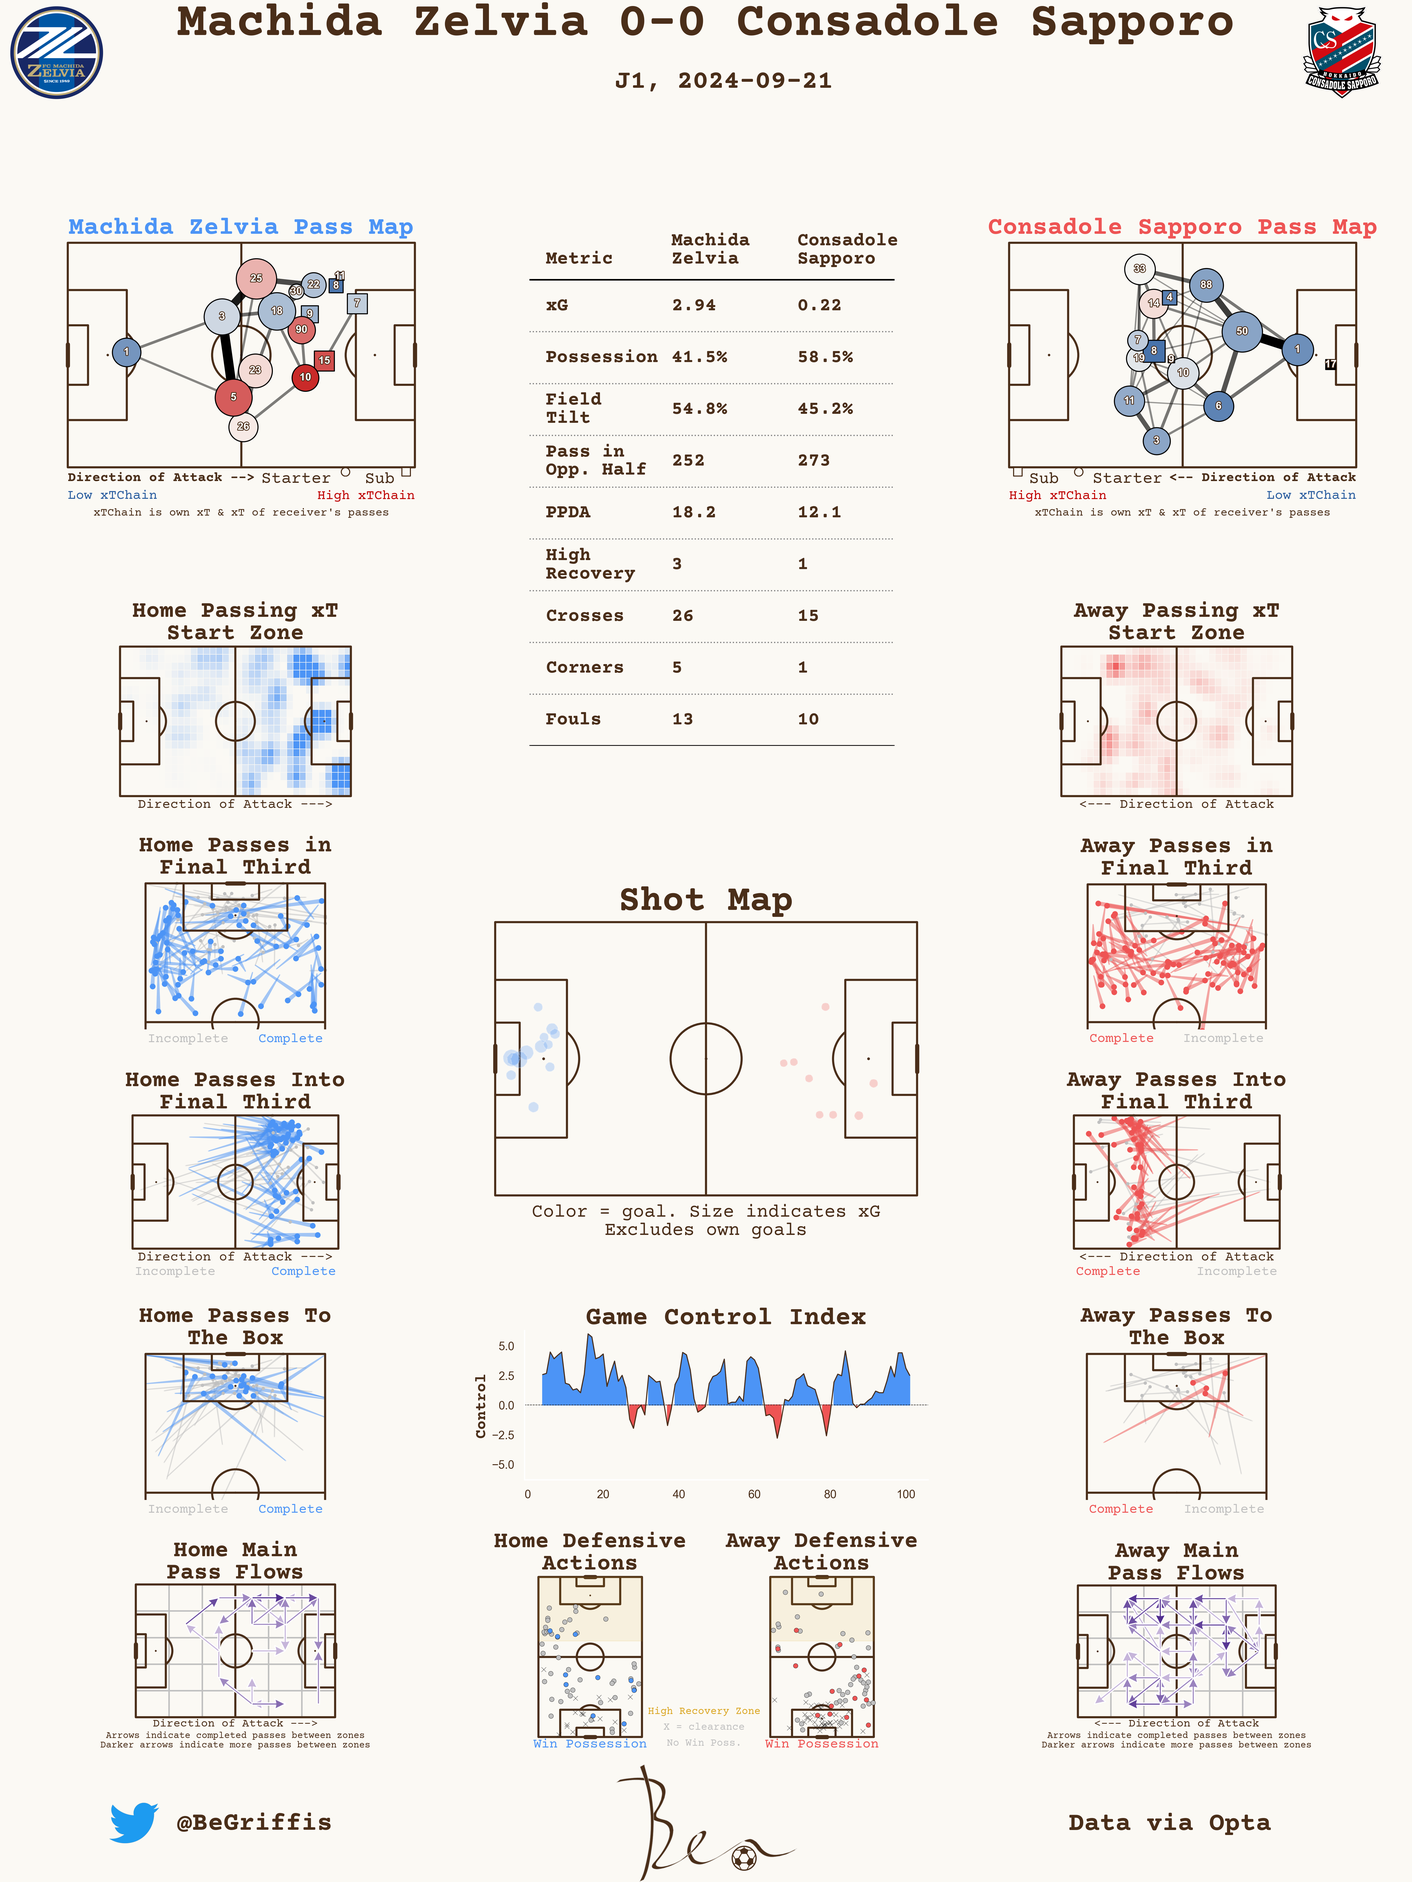 Machida Zelvia 0-0 Consadole Sapporo
J1, 2024-09-21
FC MACHIDA
ZELVIA
SINCE 1989
CS
HOKKAIDO
CONSADOLE SAPPORO
Machida Zelvia Pass Map
25
11
30
22
8
7
3
18
9
90
1
15
23
10
5
26
Direction of Attack --> Starter Sub
Low xTChain High xTChain
xTChain is own xT & xT of receiver's passes
Metric Machida Zelvia Consadole Sapporo
xG 2.94 0.22
Possession 41.5% 58.5%
Field Tilt 54.8% 45.2%
Pass in Opp. Half 252 273
PPDA 18.2 12.1
High Recovery 3 1
Crosses 26 15
Corners 5 1
Fouls 13 10
Consadole Sapporo Pass Map
33
88
14
4
50
7
8
1
19
9
17
10
11
6
3
Sub Starter <-- Direction of Attack
High xTChain Low xTChain
xTChain is own xT & xT of receiver's passes
Home Passing xT
Start Zone
Direction of Attack --->
Away Passing xT
Start Zone
<--- Direction of Attack
Home Passes in
Final Third
Incomplete Complete
Away Passes in
Final Third
Complete Incomplete
Shot Map
Color = goal. Size indicates xG
Excludes own goals
Home Passes Into
Final Third
Direction of Attack --->
Incomplete Complete
Away Passes Into
Final Third
<--- Direction of Attack
Complete Incomplete
Home Passes To
The Box
Incomplete Complete
Game Control Index
Control
5.0
2.5
0.0
−2.5
−5.0
0 20 40 60 80 100
Away Passes To
The Box
Complete Incomplete
Home Main
Pass Flows
Direction of Attack --->
Arrows indicate completed passes between zones
Darker arrows indicate more passes between zones
Home Defensive
Actions
Win Possession
High Recovery Zone
X = clearance
No Win Poss.
Away Defensive
Actions
Win Possession
Away Main
Pass Flows
<--- Direction of Attack
Arrows indicate completed passes between zones
Darker arrows indicate more passes between zones
@BeGriffis
Ben
Data via Opta